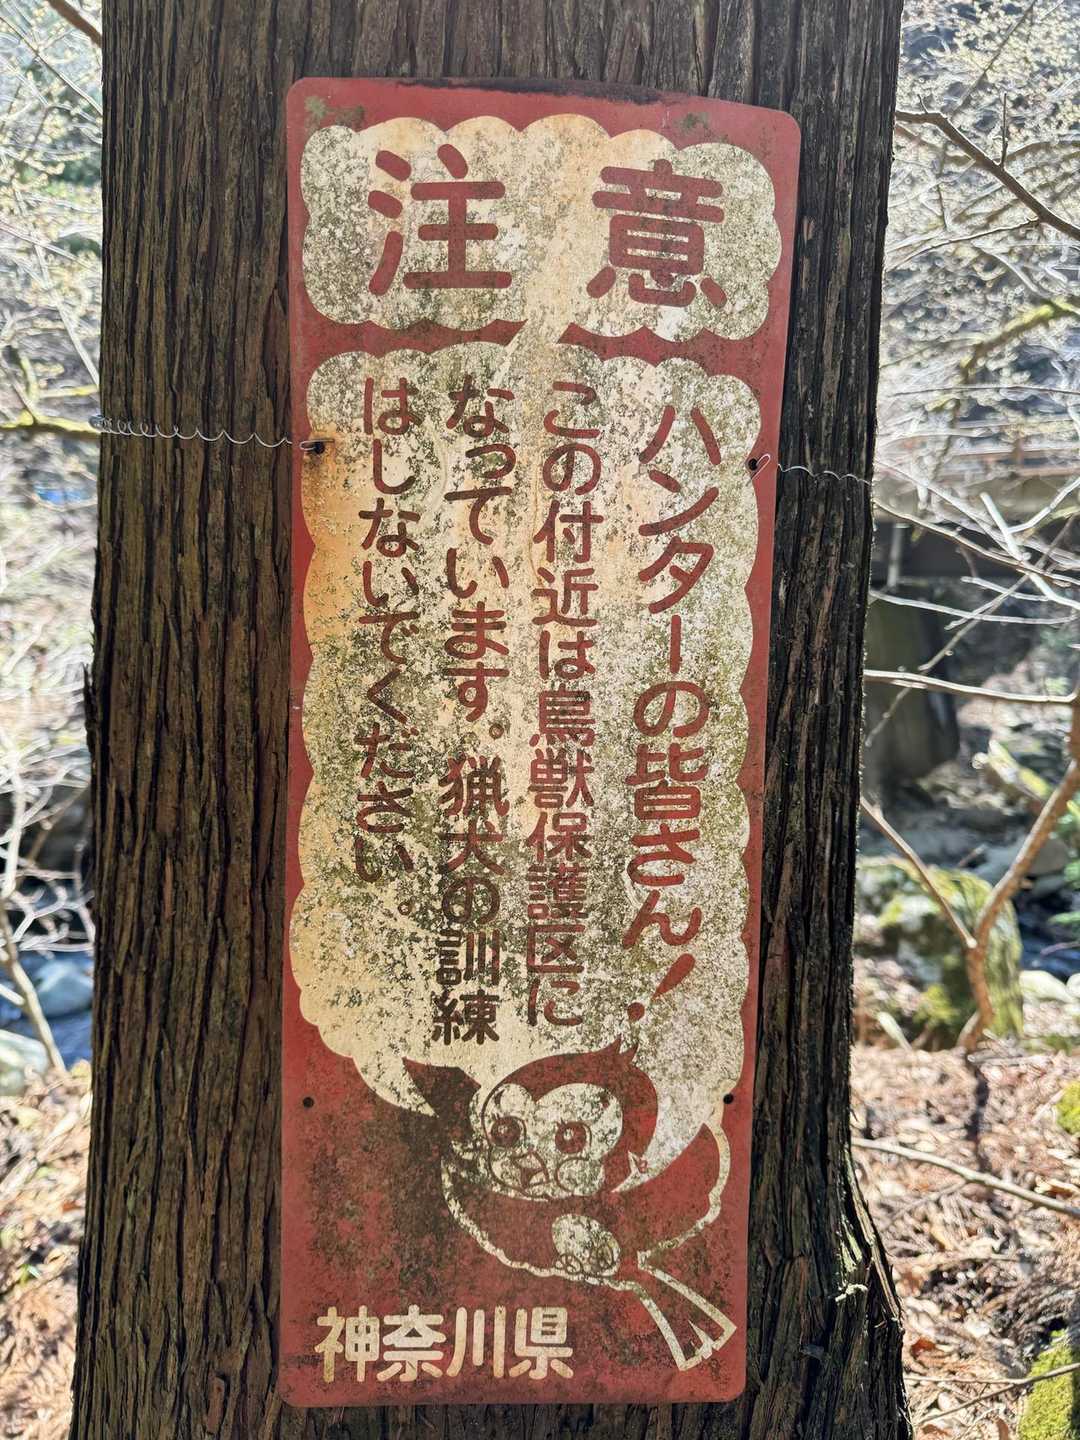 注意
ハンターの皆さん！
この付近は鳥獣保護区に
なっています。猟犬の訓練
はしないでください。
神奈川県